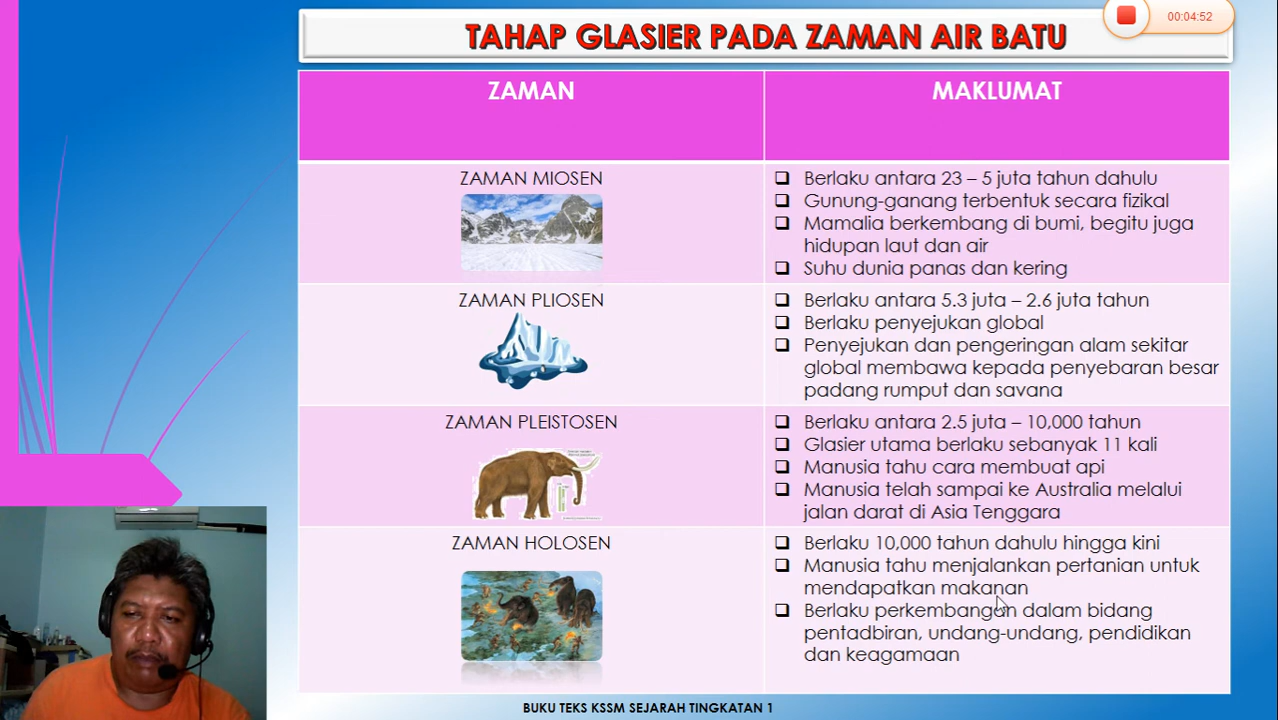 00:04:52
TAHAP GLASIER PADA ZAMAN AIR BATU
ZAMAN
MAKLUMAT
ZAMAN MIOSEN
Berlaku antara 23 – 5 juta tahun dahulu
Gunung-ganang terbentuk secara fizikal
Mamalia berkembang di bumi, begitu juga
hidupan laut dan air
Suhu dunia panas dan kering
ZAMAN PLIOSEN
Berlaku antara 5.3 juta – 2.6 juta tahun
Berlaku penyejukan global
Penyejukan dan pengeringan alam sekitar
global membawa kepada penyebaran besar
padang rumput dan savana
ZAMAN PLEISTOSEN
Berlaku antara 2.5 juta – 10,000 tahun
Glasier utama berlaku sebanyak 11 kali
Manusia tahu cara membuat api
Manusia telah sampai ke Australia melalui
jalan darat di Asia Tenggara
ZAMAN HOLOSEN
Berlaku 10,000 tahun dahulu hingga kini
Manusia tahu menjalankan pertanian untuk
mendapatkan makanan
Berlaku perkembangan dalam bidang
pentadbiran, undang-undang, pendidikan
dan keagamaan
BUKU TEKS KSSM SEJARAH TINGKATAN 1